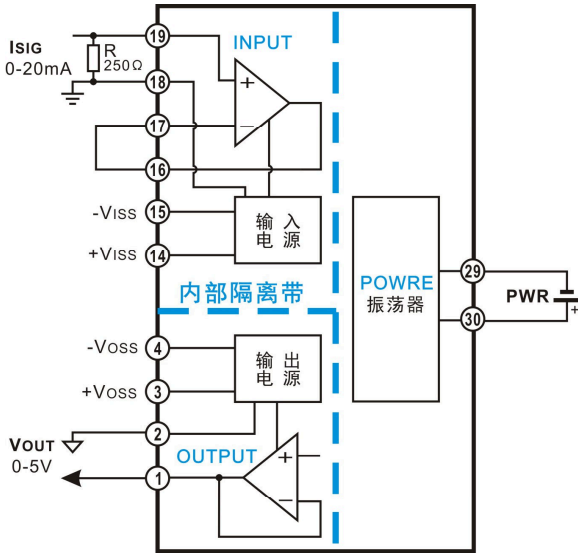 19
ISIG
0-20mA
R
250Ω
INPUT
18
+
17
−
16
-VISS
15
输入
电源
+VISS
14
内部隔离带
POWRE
振荡器
29
PWR
30
+
-VOSS
4
输出
电源
+VOSS
3
2
VOUT
0-5V
OUTPUT
+
1
−